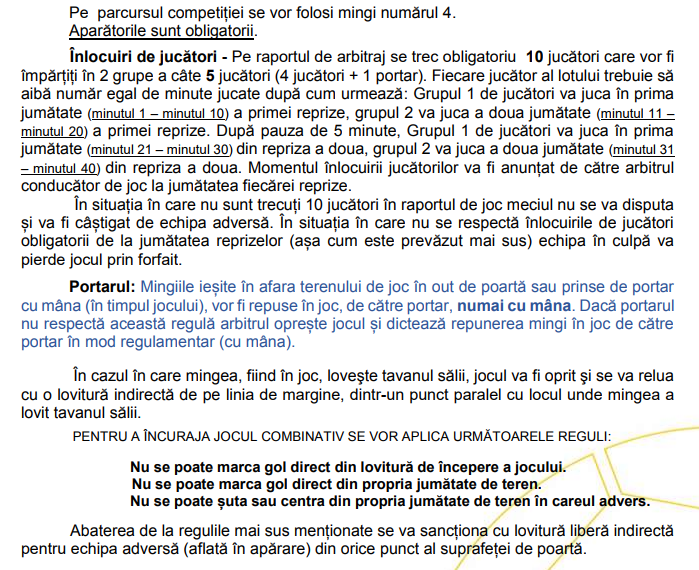 Pe parcursul competiției se vor folosi mingi numărul 4.
Aparătorile sunt obligatorii.
Înlocuiri de jucători - Pe raportul de arbitraj se trec obligatoriu 10 jucători care vor fi
împărțiți în 2 grupe a câte 5 jucători (4 jucători + 1 portar). Fiecare jucător al lotului trebuie să
aibă număr egal de minute jucate după cum urmează: Grupul 1 de jucători va juca în prima
jumătate (minutul 1 – minutul 10) a primei reprize, grupul 2 va juca a doua jumătate (minutul 11 –
minutul 20) a primei reprize. După pauza de 5 minute, Grupul 1 de jucători va juca în prima
jumătate (minutul 21 – minutul 30) din repriza a doua, grupul 2 va juca a doua jumătate (minutul 31
– minutul 40) din repriza a doua. Momentul înlocuirii jucătorilor va fi anunțat de către arbitrul
conducător de joc la jumătatea fiecărei reprize.
În situația în care nu sunt trecuți 10 jucători în raportul de joc meciul nu se va disputa
și va fi câștigat de echipa adversă. În situația în care nu se respectă înlocuirile de jucători
obligatorii de la jumătatea reprizelor (așa cum este prevăzut mai sus) echipa în culpă va
pierde jocul prin forfait.
Portarul: Mingiile ieșite în afara terenului de joc în out de poartă sau prinse de portar
cu mâna (în timpul jocului), vor fi repuse în joc, de către portar, numai cu mâna. Dacă portarul
nu respectă această regulă arbitrul oprește jocul și dictează repunerea mingi în joc de către
portar în mod regulamentar (cu mâna).
În cazul în care mingea, fiind în joc, loveşte tavanul sălii, jocul va fi oprit şi se va relua
cu o lovitură indirectă de pe linia de margine, dintr-un punct paralel cu locul unde mingea a
lovit tavanul sălii.
PENTRU A ÎNCURAJA JOCUL COMBINATIV SE VOR APLICA URMĂTOARELE REGULI:
Nu se poate marca gol direct din lovitură de începere a jocului.
Nu se poate marca gol direct din propria jumătate de teren.
Nu se poate șuta sau centra din propria jumătate de teren în careul advers.
Abaterea de la regulile mai sus menționate se va sancționa cu lovitură liberă indirectă
pentru echipa adversă (aflată în apărare) din orice punct al suprafeței de poartă.